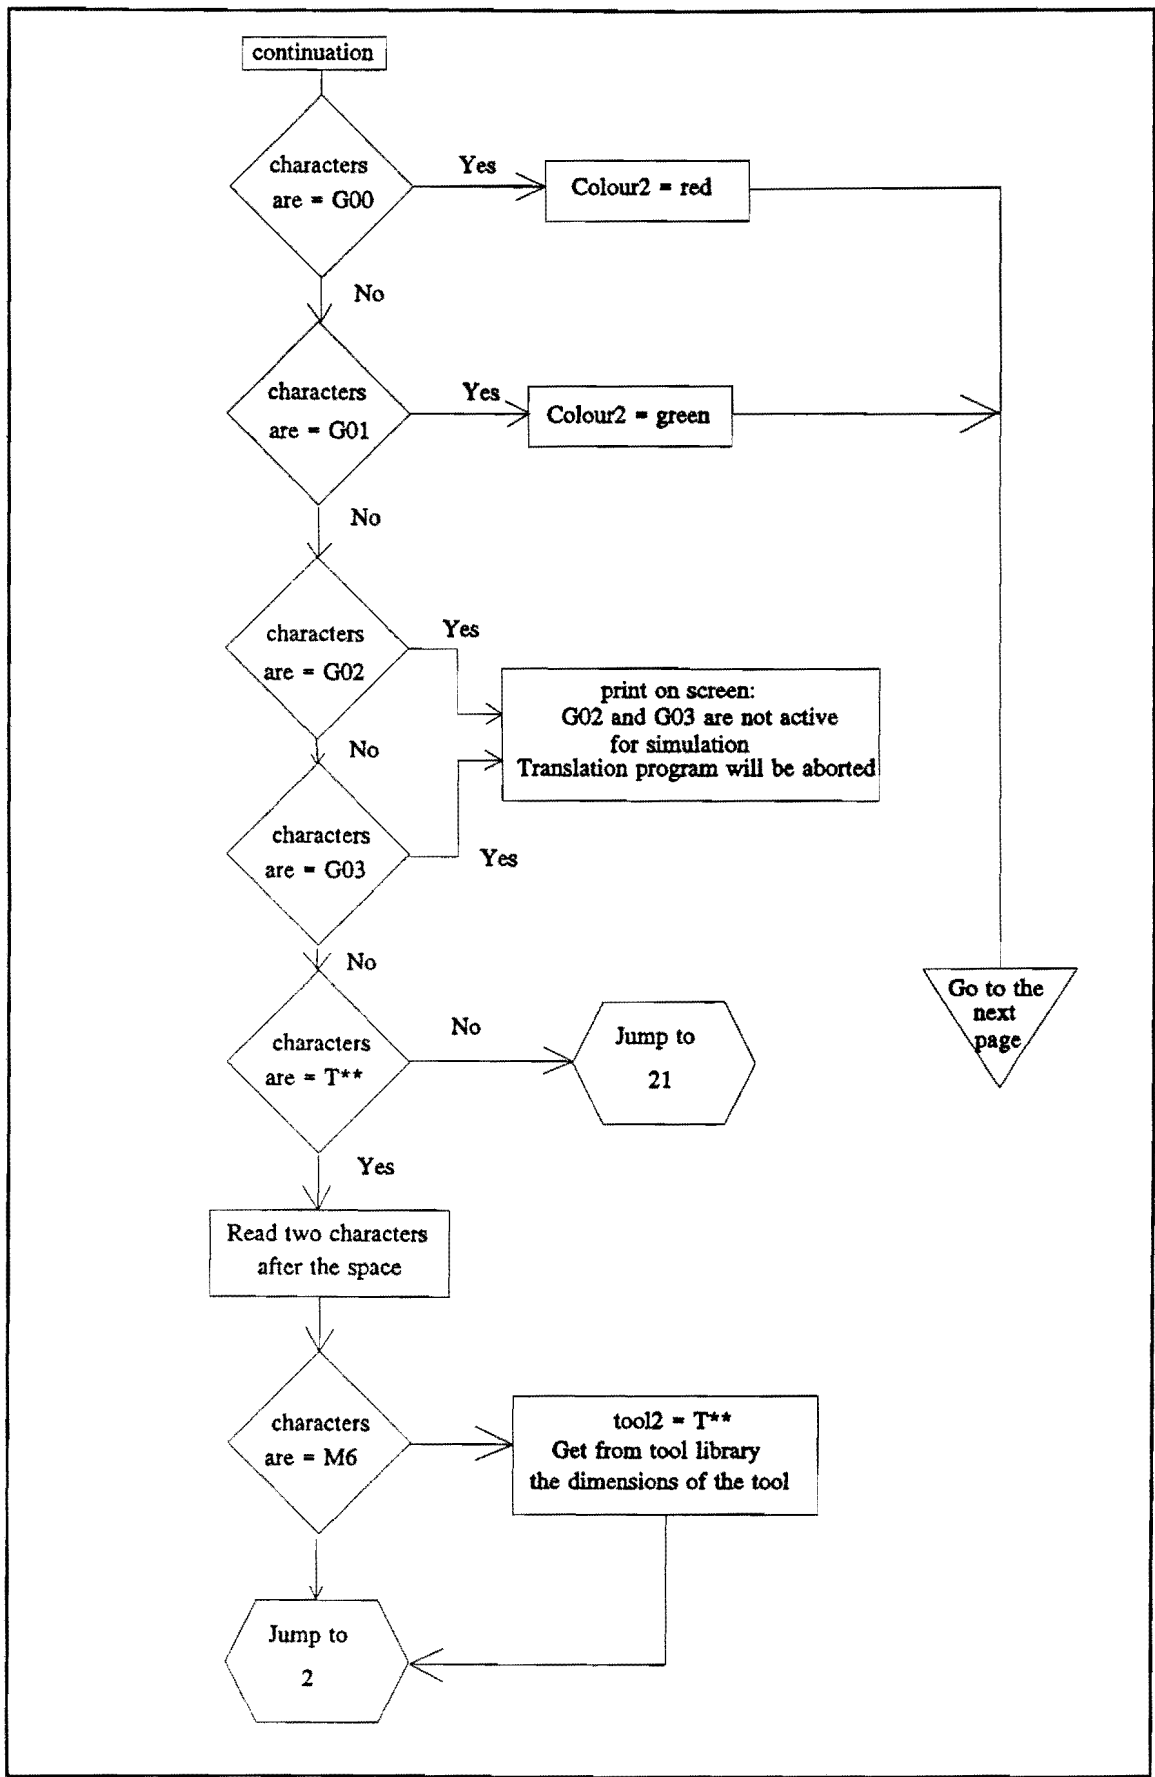 continuation
characters
are = G00
Yes
Colour2 = red
No
characters
are = G01
Yes
Colour2 = green
No
characters
are = G02
Yes
print on screen:
G02 and G03 are not active
for simulation
Translation program will be aborted
No
characters
are = G03
Yes
No
Go to the
next
page
characters
are = T**
No
Jump to
21
Yes
Read two characters
after the space
characters
are = M6
tool2 = T**
Get from tool library
the dimensions of the tool
Jump to
2